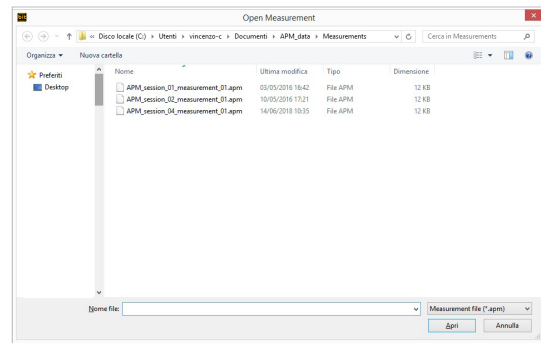 bit
Open Measurement
« Disco locale (C:) ▸ Utenti ▸ vincenzo-c ▸ Documenti ▸ APM_data ▸ Measurements
Cerca in Measurements
Organizza
Nuova cartella
Preferiti
Desktop
Nome Ultima modifica Tipo Dimensione
APM_session_01_measurement_01.apm 03/05/2016 16:42 File APM 12 KB
APM_session_02_measurement_01.apm 10/05/2016 17:21 File APM 12 KB
APM_session_04_measurement_01.apm 14/06/2018 10:35 File APM 12 KB
Nome file:
Measurement file (*.apm)
Apri
Annulla